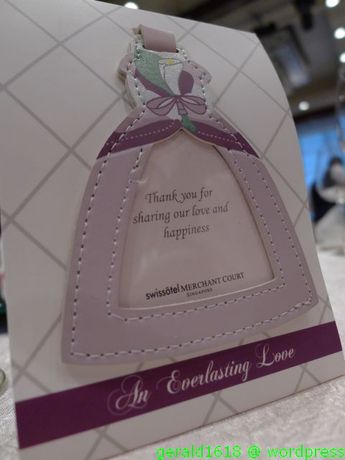 Thank you for
sharing our love and
happiness
swissôtel MERCHANT COURT
SINGAPORE
An Everlasting Love
gerald1618 @ wordpress